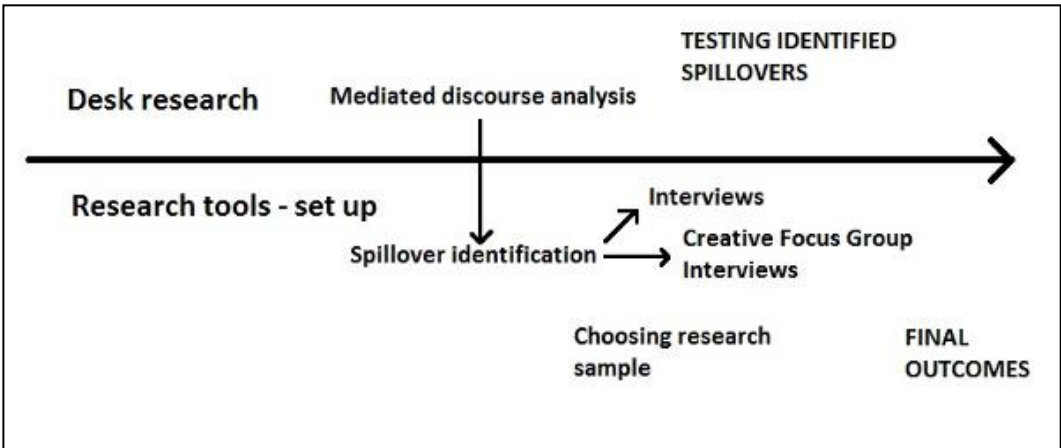 TESTING IDENTIFIED
SPILLOVERS
Desk research
Mediated discourse analysis
Research tools - set up
Interviews
Spillover identification
Creative Focus Group
Interviews
Choosing research
sample
FINAL
OUTCOMES